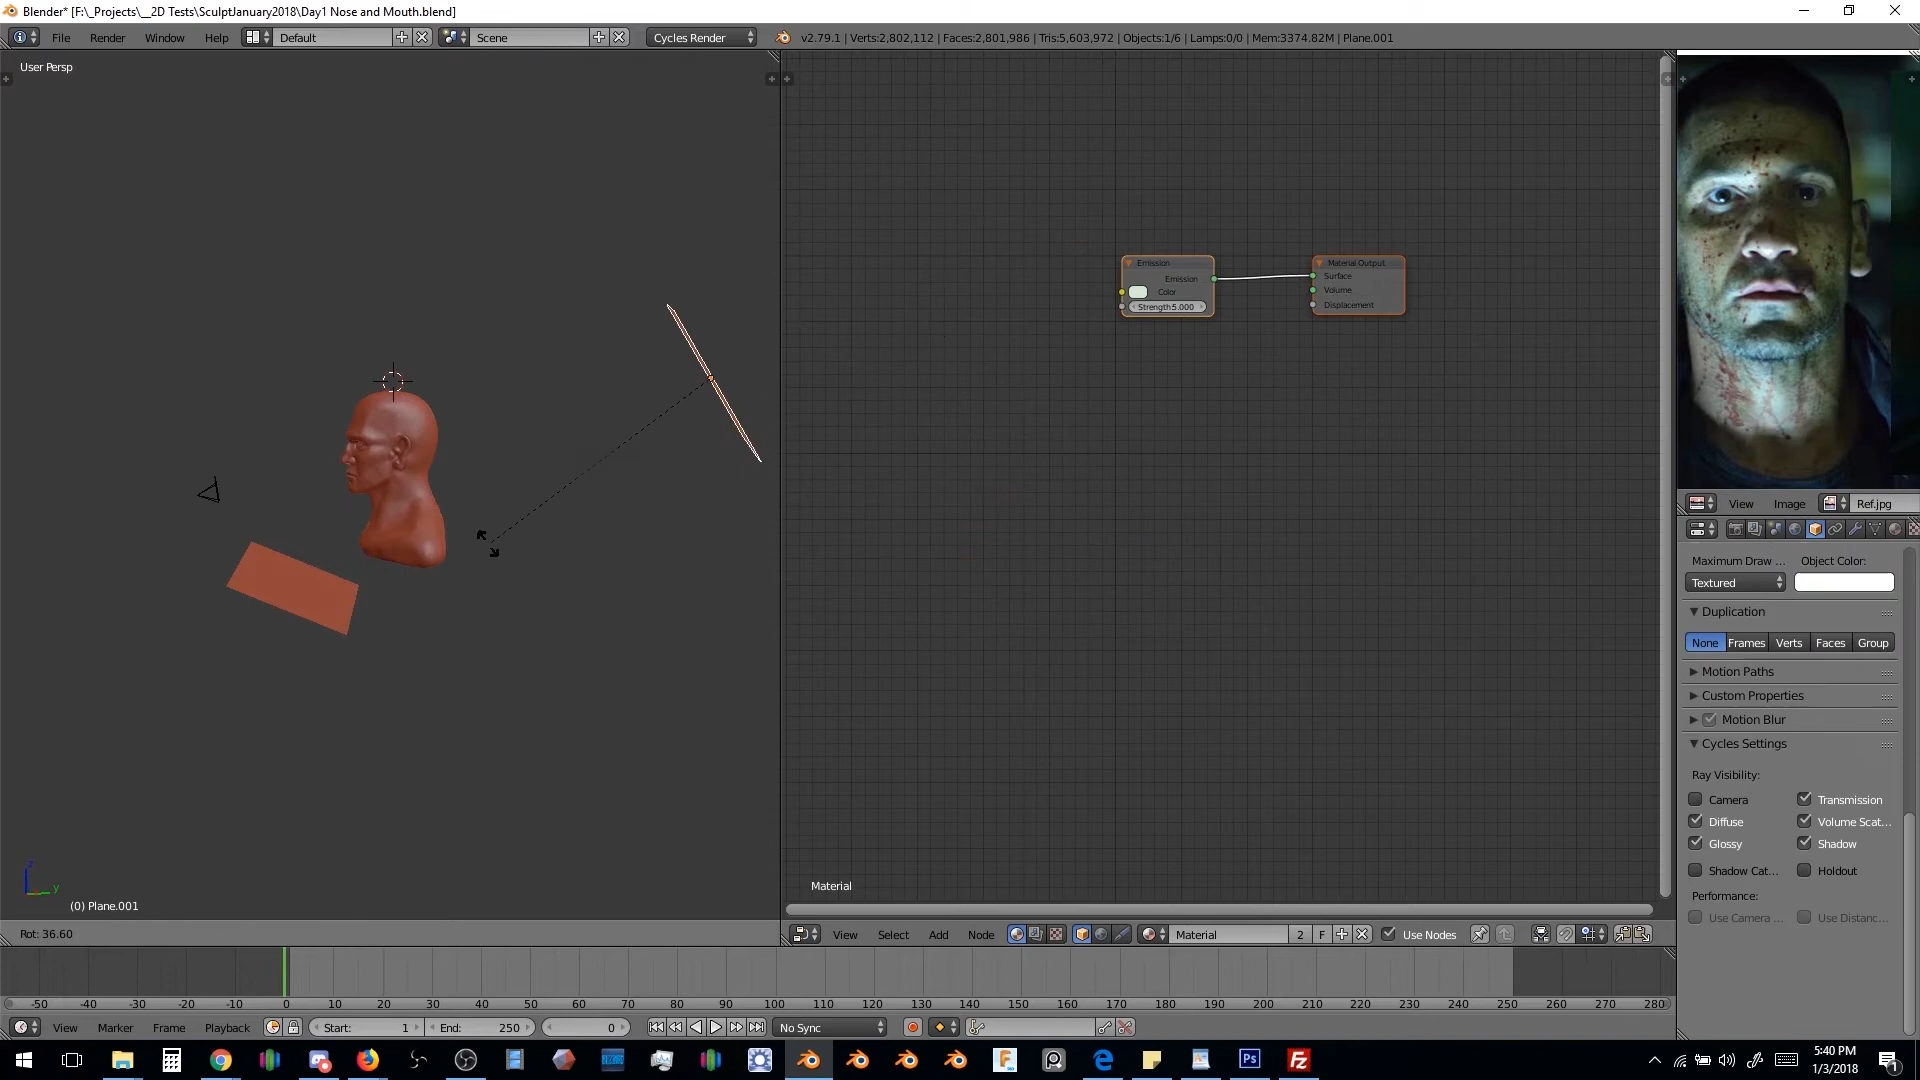 Blender* [F:\_Projects\__2D Tests\SculptJanuary2018\Day1 Nose and Mouth.blend]
File Render Window Help Default Scene Cycles Render v2.79.1 | Verts:2,802,112 | Faces:2,801,986 | Tris:5,603,972 | Objects:1/6 | Lamps:0/0 | Mem:3374.82M | Plane.001
User Persp
Emission
Emission
Color
Strength:5.000
Material Output
Surface
Volume
Displacement
View Image Ref.jpg
Maximum Draw ... Object Color:
Textured
Duplication
None Frames Verts Faces Group
Motion Paths
Custom Properties
Motion Blur
Cycles Settings
Ray Visibility:
Camera Transmission
Diffuse Volume Scat...
Glossy Shadow
Shadow Cat... Holdout
Performance:
Use Camera ... Use Distanc...
Material
z
y
(0) Plane.001
Rot: 36.60
View Select Add Node Material 2 F Use Nodes
-50 -40 -30 -20 -10 0 10 20 30 40 50 60 70 80 90 100 110 120 130 140 150 160 170 180 190 200 210 220 230 240 250 260 270 280
View Marker Frame Playback Start: 1 End: 250 0 No Sync
Ps
5:40 PM
1/3/2018
1